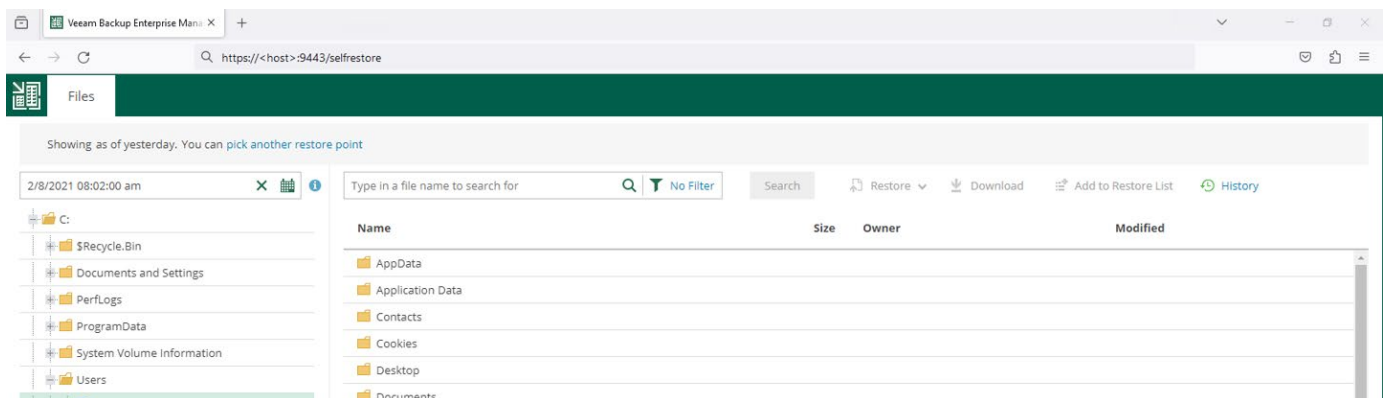 Veeam Backup Enterprise Mana
https://<host>:9443/selfrestore
Files
Showing as of yesterday. You can pick another restore point
2/8/2021 08:02:00 am
Type in a file name to search for No Filter Search Restore Download Add to Restore List History
C:
Name Size Owner Modified
$Recycle.Bin
Documents and Settings
PerfLogs
ProgramData
System Volume Information
Users
AppData
Application Data
Contacts
Cookies
Desktop
Documents